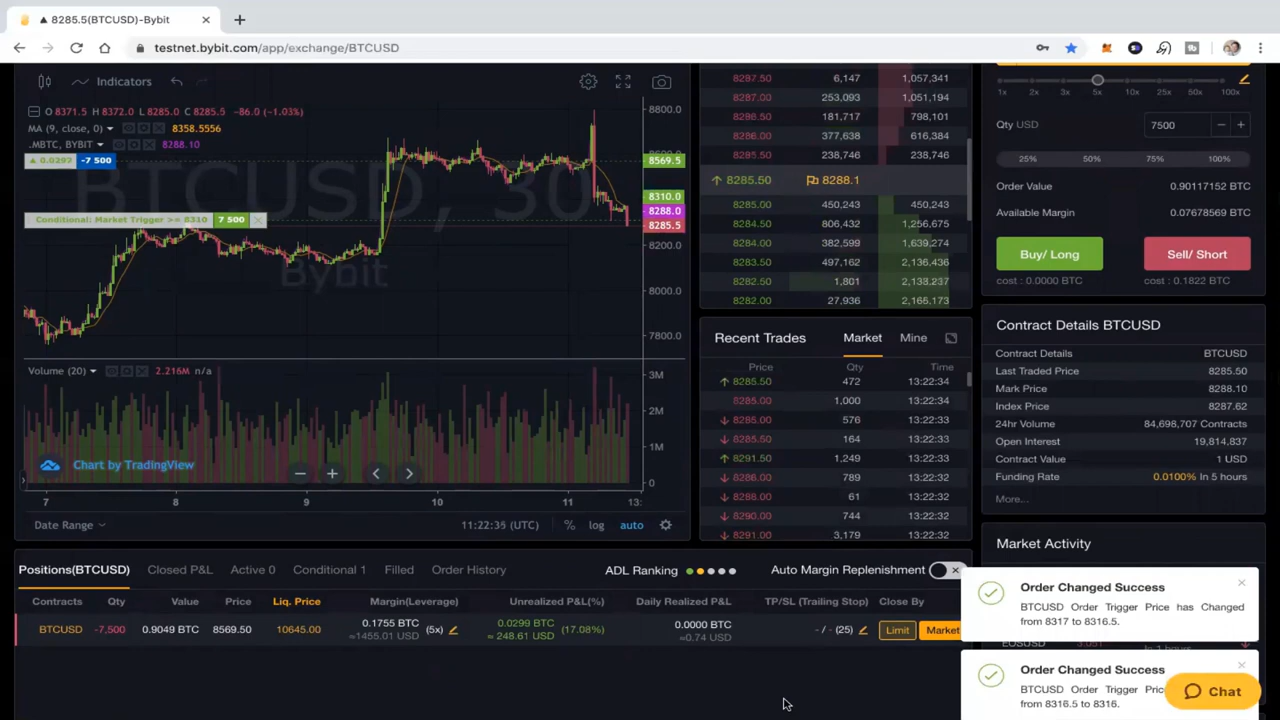 ▲ 8285.5(BTCUSD)-Bybit
testnet.bybit.com/app/exchange/BTCUSD
Indicators
O 8371.5 H 8372.0 L 8285.0 C 8285.5 -86.0 (-1.03%)
MA (9, close, 0) 8358.5556
.MBTC, BYBIT 8288.10
▲ 0.0297 -7 500
Conditional: Market Trigger >= 8310 7 500
BTCUSD, 30
Bybit
8800.0
8569.5
8310.0
8288.0
8285.5
8200.0
8000.0
7800.0
Volume (20) 2.216M n/a
3M
2M
1M
0
Chart by TradingView
7 8 9 10 11 13:
Date Range 11:22:35 (UTC) % log auto
8287.50 6,147 1,057,341
8287.00 253,093 1,051,194
8286.50 181,717 798,101
8286.00 377,638 616,384
8285.50 238,746 238,746
↑ 8285.50 8288.1
8285.00 450,243 450,243
8284.50 806,432 1,256,675
8284.00 382,599 1,639,274
8283.50 497,162 2,136,436
8282.50 1,801 2,138,237
8282.00 27,936 2,165,173
Recent Trades Market Mine
Price Qty Time
↑ 8285.50 472 13:22:34
8285.00 1,000 13:22:34
↓ 8285.00 576 13:22:33
↓ 8285.50 164 13:22:33
↑ 8291.50 1,249 13:22:33
↓ 8286.00 789 13:22:32
↓ 8288.00 61 13:22:32
↓ 8290.00 744 13:22:32
↓ 8291.00 3,179 13:22:32
1x 2x 3x 5x 10x 25x 50x 100x
Qty USD 7500 − +
25% 50% 75% 100%
Order Value 0.90117152 BTC
Available Margin 0.07678569 BTC
Buy/ Long Sell/ Short
cost : 0.0000 BTC cost : 0.1822 BTC
Contract Details BTCUSD
Contract Details BTCUSD
Last Traded Price 8285.50
Mark Price 8288.10
Index Price 8287.62
24hr Volume 84,698,707 Contracts
Open Interest 19,814,837
Contract Value 1 USD
Funding Rate 0.0100% In 5 hours
More...
Market Activity
Positions(BTCUSD) Closed P&L Active 0 Conditional 1 Filled Order History ADL Ranking Auto Margin Replenishment
Contracts Qty Value Price Liq. Price Margin(Leverage) Unrealized P&L(%) Daily Realized P&L TP/SL (Trailing Stop) Close By
BTCUSD -7,500 0.9049 BTC 8569.50 10645.00 0.1755 BTC (5x) 0.0299 BTC (17.08%) 0.0000 BTC - / - (25) Limit Market
≈1455.01 USD ≈ 248.61 USD ≈0.74 USD
Order Changed Success
BTCUSD Order Trigger Price has Changed
from 8317 to 8316.5.
Order Changed Success
BTCUSD Order Trigger
from 8316.5 to 8316.
Chat